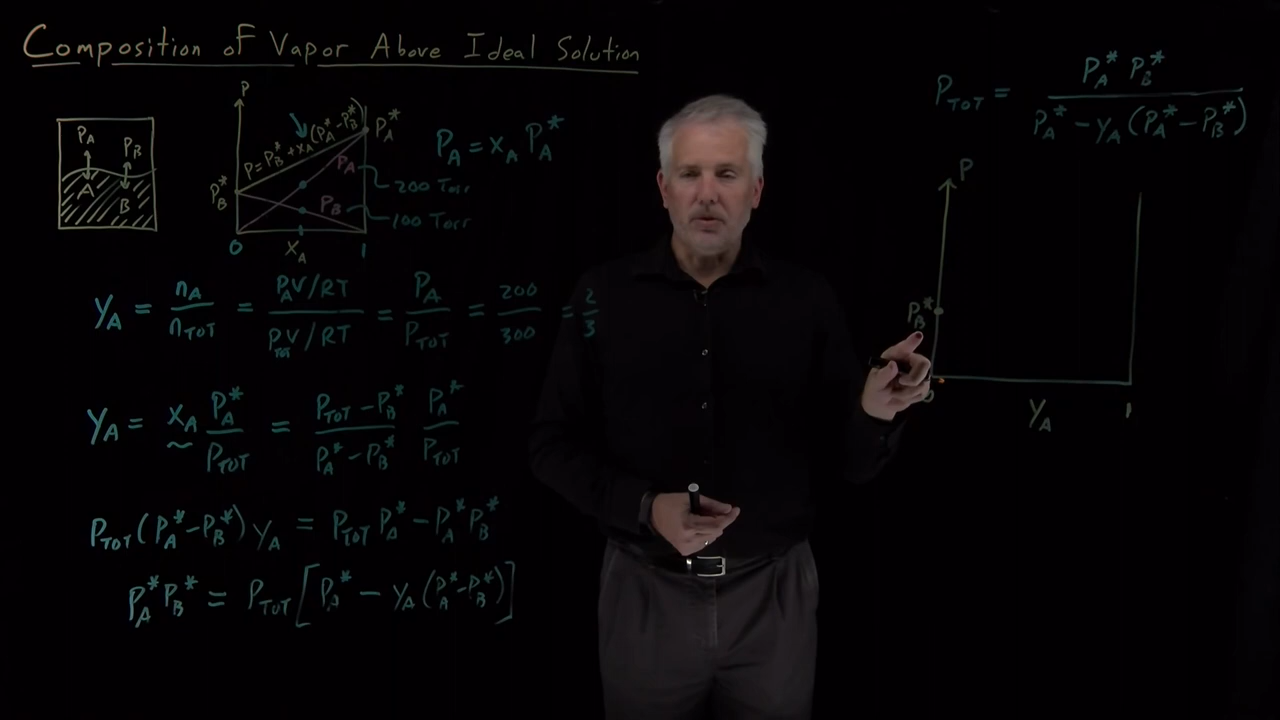 Composition of Vapor Above Ideal Solution
P_A P_B
A B
P
P_B* P = P_B* + x_A (P_A* - P_B*) P_A*
P_A 200 Torr
P_B 100 Torr
0 x_A 1
P_A = x_A P_A*
y_A = n_A / n_TOT = (P_A V/RT) / (P_TOT V/RT) = P_A / P_TOT = 200 / 300 = 2 / 3
y_A = x_A P_A* / P_TOT = (P_TOT - P_B*) / (P_A* - P_B*) P_A* / P_TOT
P_TOT (P_A* - P_B*) y_A = P_TOT P_A* - P_A* P_B*
P_A* P_B* = P_TOT [P_A* - y_A (P_A* - P_B*)]
P_TOT = P_A* P_B* / (P_A* - y_A (P_A* - P_B*))
P
P_B*
0 y_A 1